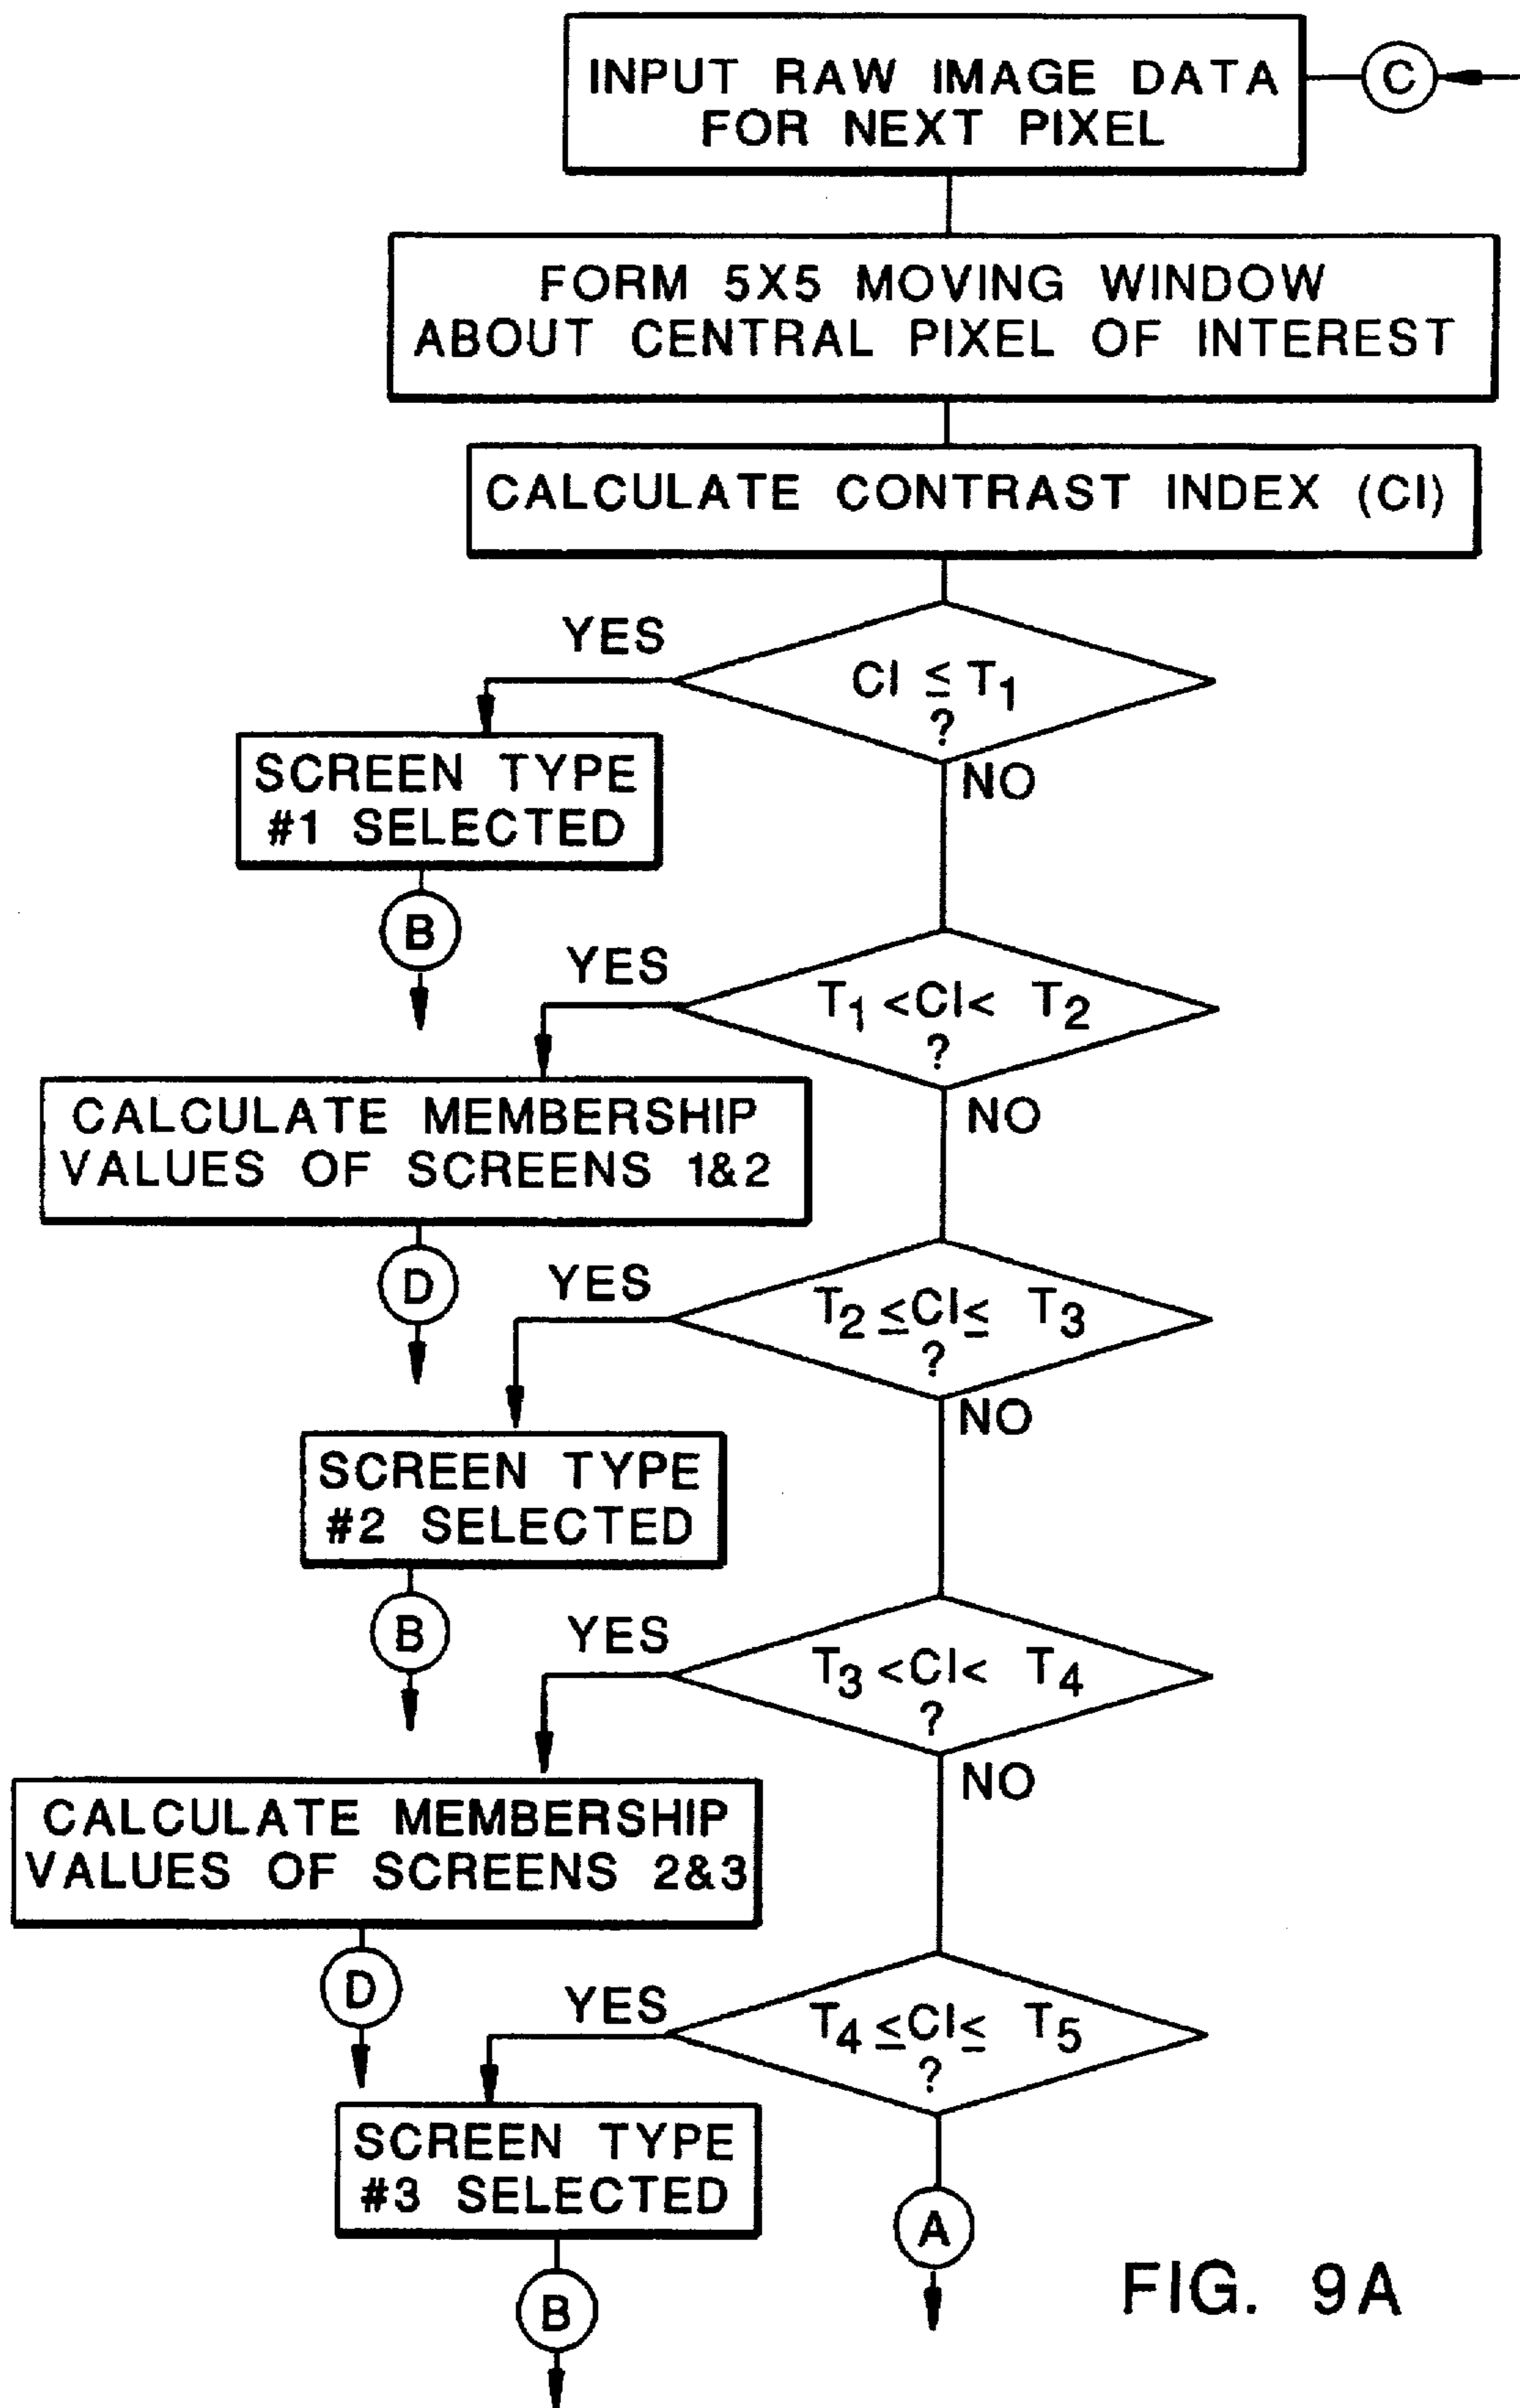 INPUT RAW IMAGE DATA
FOR NEXT PIXEL
C
FORM 5X5 MOVING WINDOW
ABOUT CENTRAL PIXEL OF INTEREST
CALCULATE CONTRAST INDEX (CI)
YES
CI ≤ T1
?
NO
SCREEN TYPE
#1 SELECTED
B
YES
T1 <CI< T2
?
NO
CALCULATE MEMBERSHIP
VALUES OF SCREENS 1&2
D
YES
T2 ≤CI≤ T3
?
NO
SCREEN TYPE
#2 SELECTED
B
YES
T3 <CI< T4
?
NO
CALCULATE MEMBERSHIP
VALUES OF SCREENS 2&3
D
YES
T4 ≤CI≤ T5
?
SCREEN TYPE
#3 SELECTED
A
B
FIG. 9A